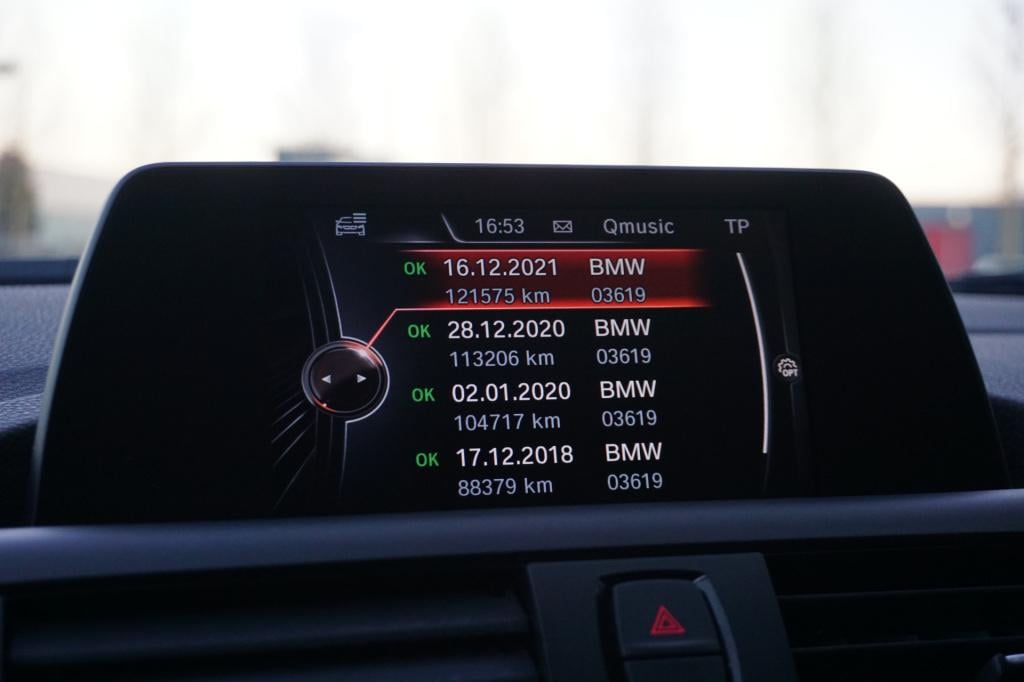 16:53 Qmusic TP
OK 16.12.2021 BMW
121575 km 03619
OK 28.12.2020 BMW
113206 km 03619
OPT
OK 02.01.2020 BMW
104717 km 03619
OK 17.12.2018 BMW
88379 km 03619